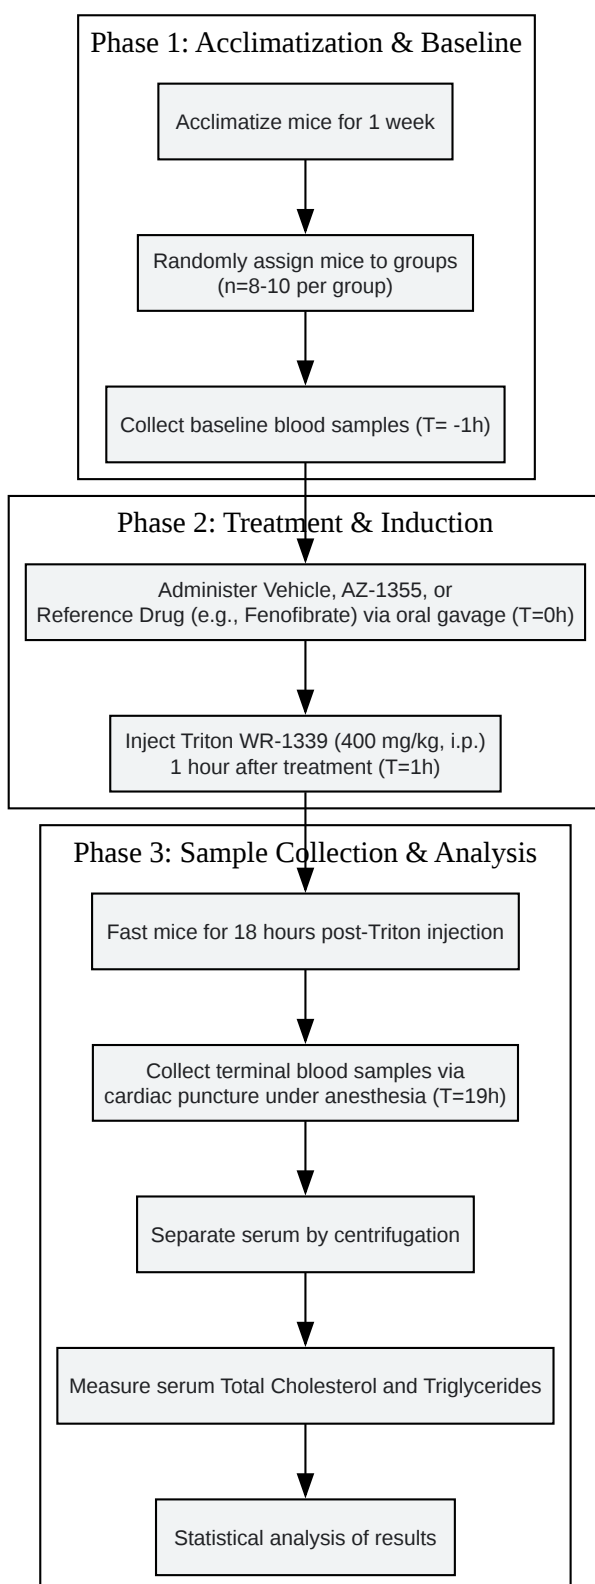 Phase 1: Acclimatization & Baseline
Acclimatize mice for 1 week
Randomly assign mice to groups
(n=8-10 per group)
Collect baseline blood samples (T= -1h)
Phase 2: Treatment & Induction
Administer Vehicle, AZ-1355, or
Reference Drug (e.g., Fenofibrate) via oral gavage (T=0h)
Inject Triton WR-1339 (400 mg/kg, i.p.)
1 hour after treatment (T=1h)
Phase 3: Sample Collection & Analysis
Fast mice for 18 hours post-Triton injection
Collect terminal blood samples via
cardiac puncture under anesthesia (T=19h)
Separate serum by centrifugation
Measure serum Total Cholesterol and Triglycerides
Statistical analysis of results